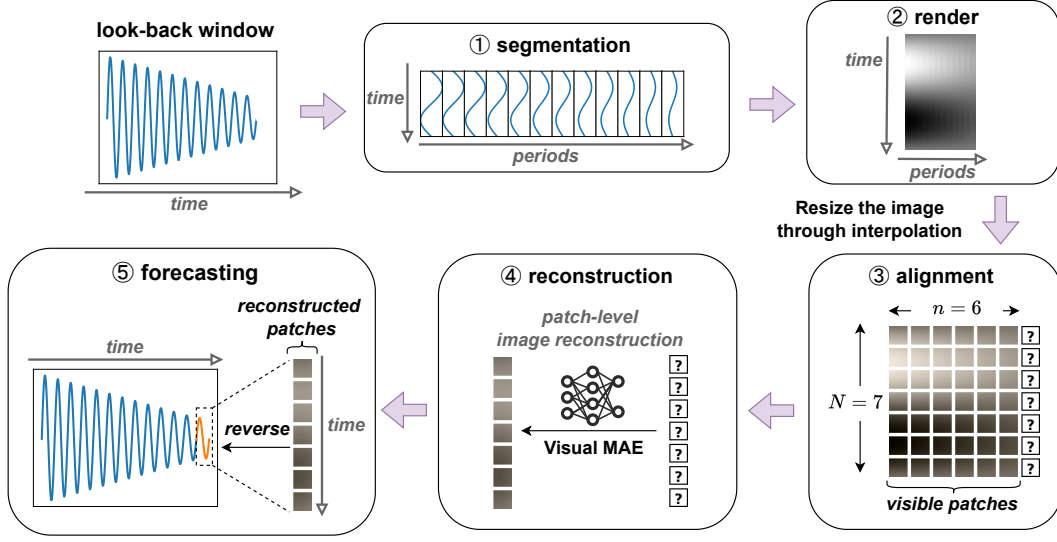 look-back window
time
① segmentation
time
periods
② render
time
periods
Resize the image
through interpolation
③ alignment
n = 6
N = 7
?
?
?
?
?
?
?
visible patches
④ reconstruction
patch-level
image reconstruction
?
?
?
?
?
?
?
Visual MAE
⑤ forecasting
reconstructed
patches
time
time
reverse